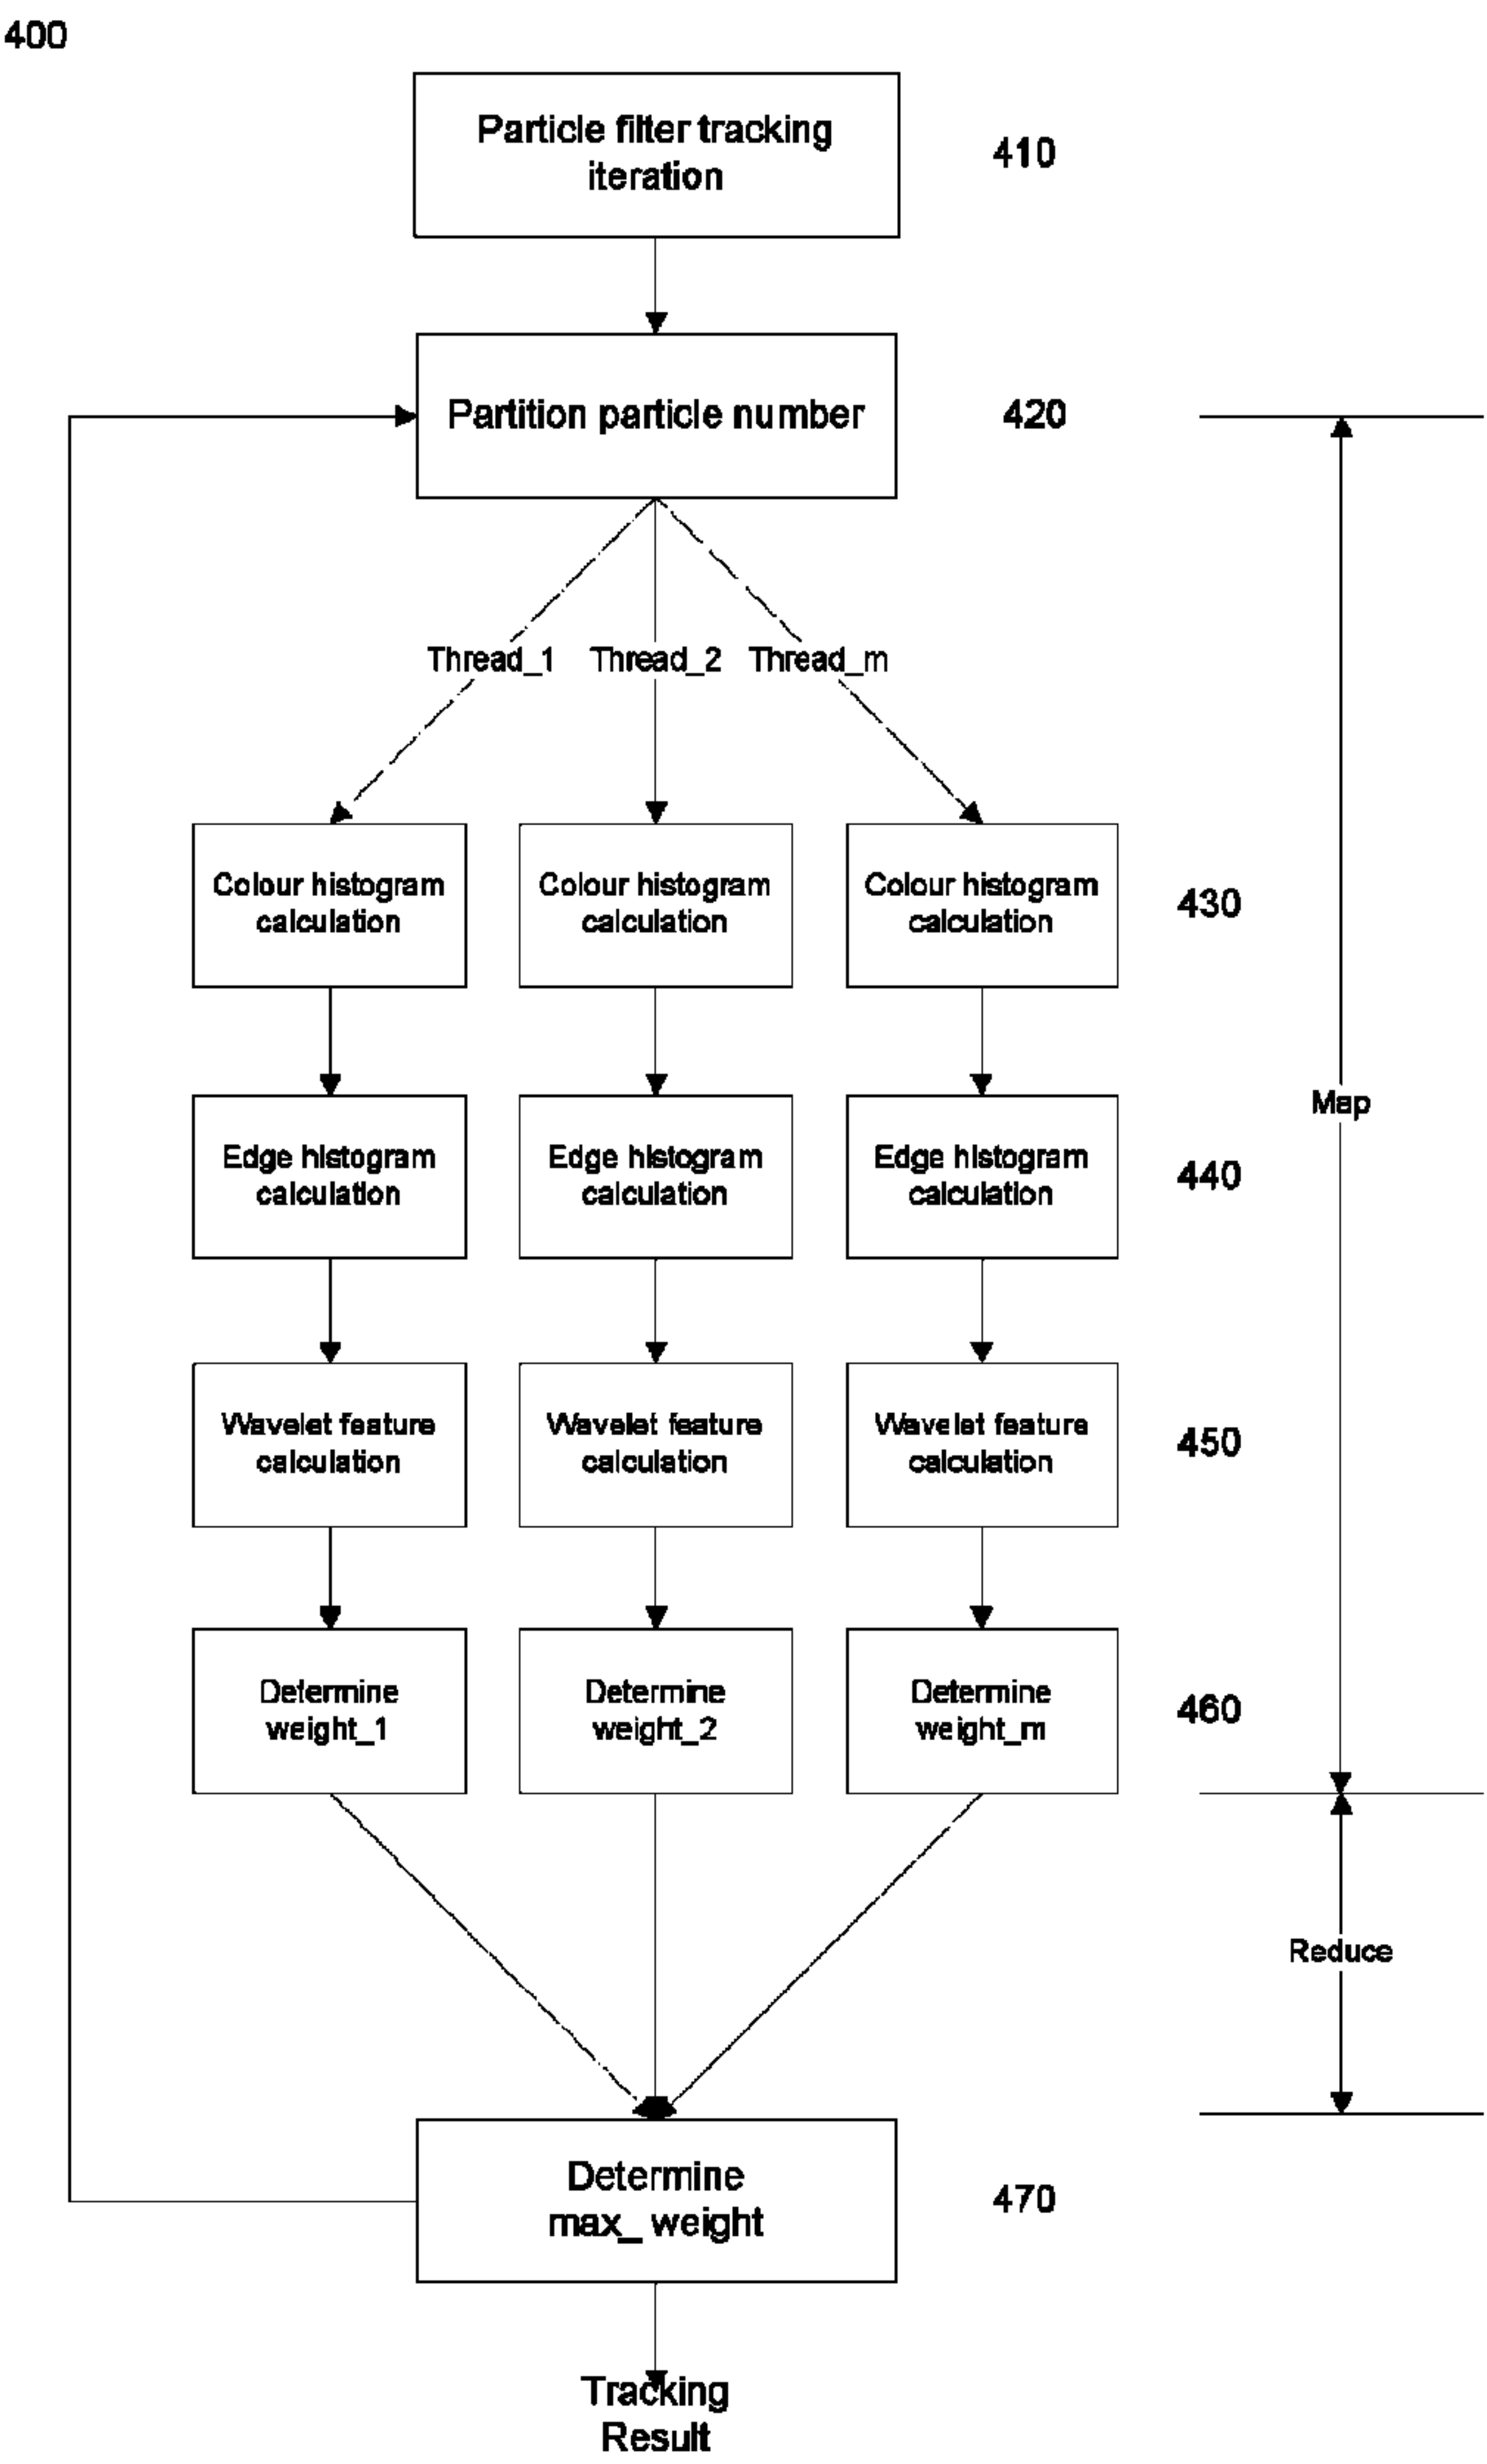 400
Particle filter tracking
iteration
410
Partition particle number
420
Thread_1 Thread_2 Thread_m
Colour histogram
calculation
Colour histogram
calculation
Colour histogram
calculation
430
Map
Edge histogram
calculation
Edge histogram
calculation
Edge histogram
calculation
440
Wavelet feature
calculation
Wavelet feature
calculation
Wavelet feature
calculation
450
Determine
weight_1
Determine
weight_2
Determine
weight_m
460
Reduce
Determine
max_ weight
470
Tracking
Result